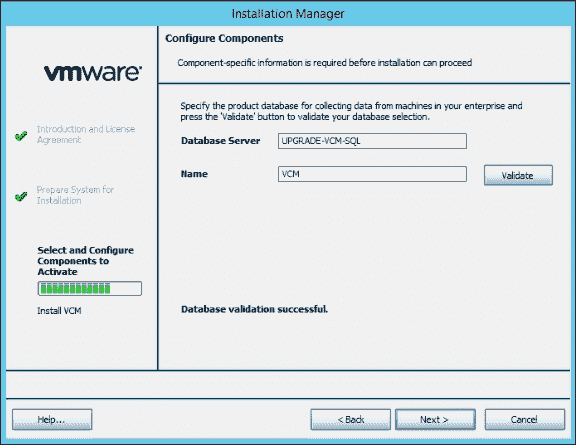 Installation Manager
vmware
Introduction and License
Agreement
Prepare System for
Installation
Select and Configure
Components to
Activate
Install VCM
Configure Components
Component-specific information is required before installation can proceed
Specify the product database for collecting data from machines in your enterprise and
press the 'Validate' button to validate your database selection.
Database Server UPGRADE-VCM-SQL
Name VCM Validate
Database validation successful.
Help... < Back Next > Cancel